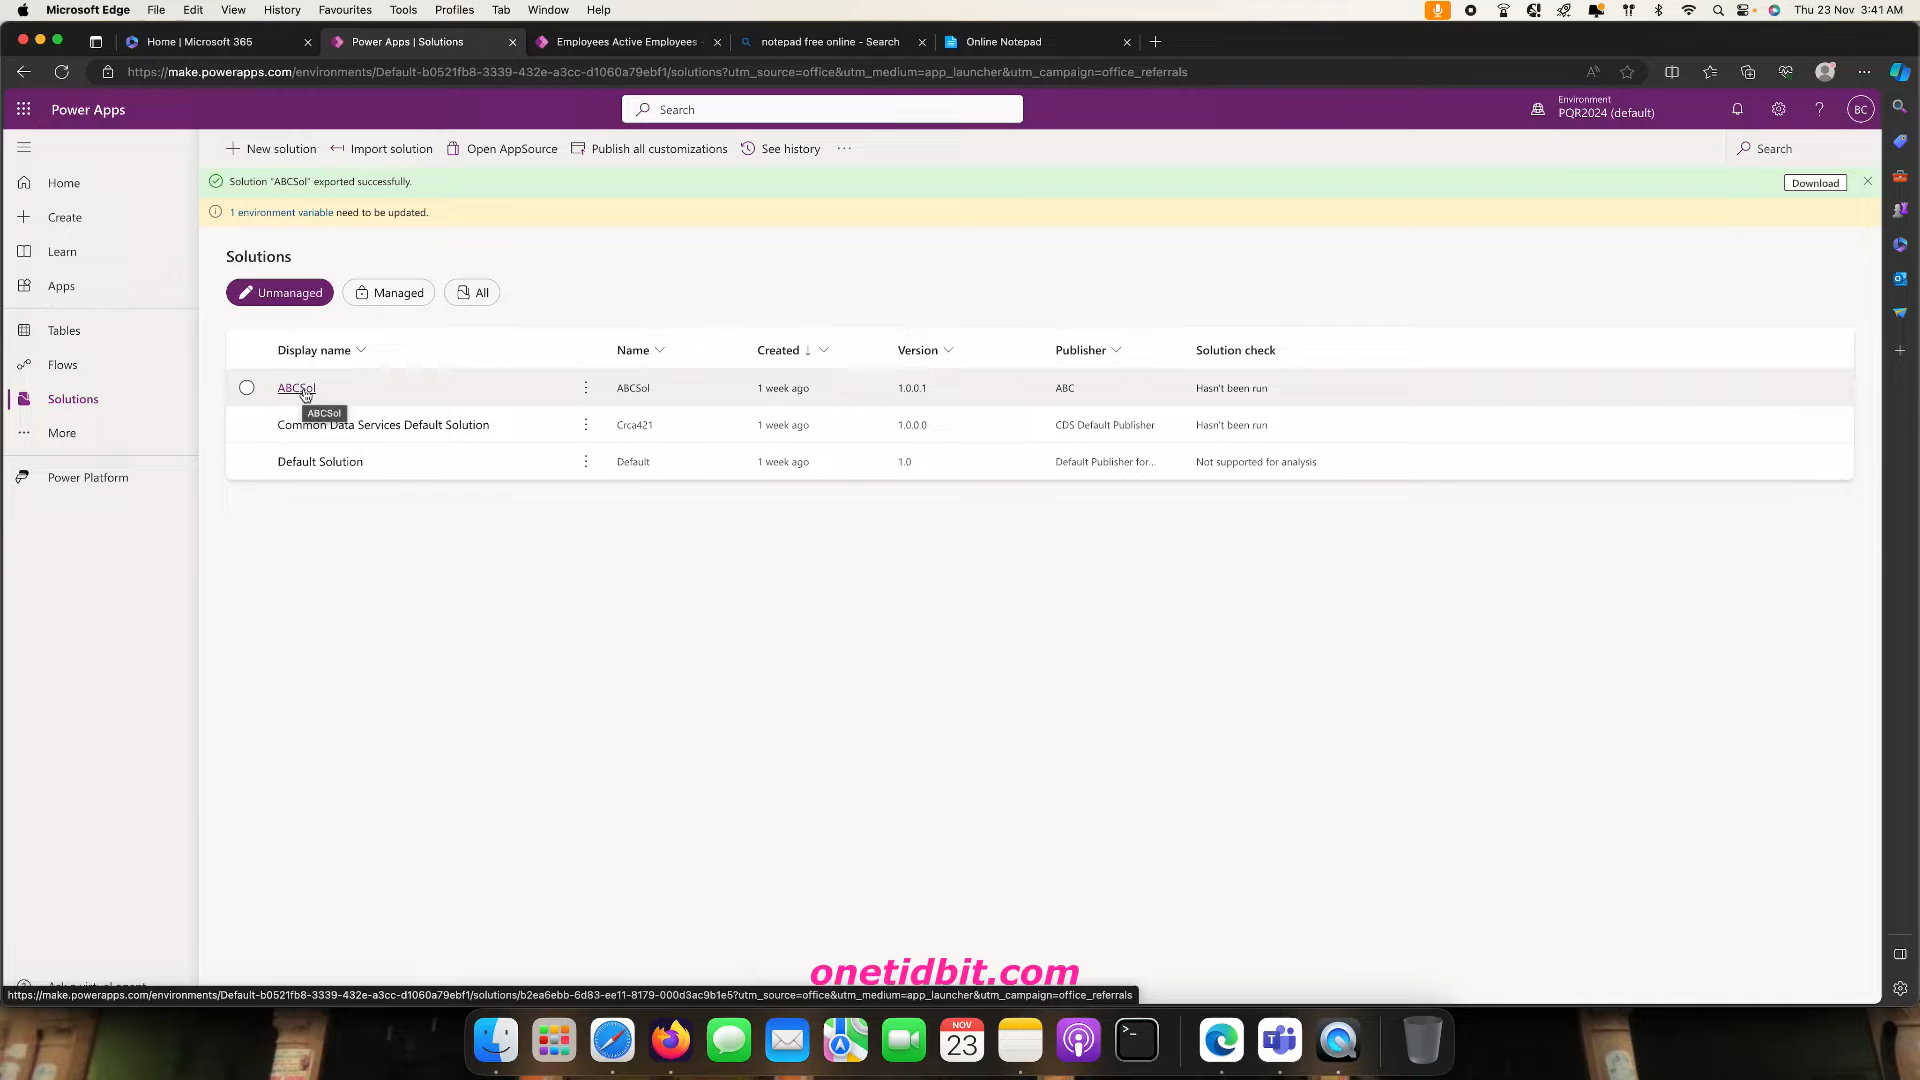 Microsoft Edge File Edit View History Favourites Tools Profiles Tab Window Help Thu 23 Nov 3:41 AM
Home | Microsoft 365
Power Apps | Solutions
Employees Active Employees -
notepad free online - Search
Online Notepad
https://make.powerapps.com/environments/Default-b0521fb8-3339-432e-a3cc-d1060a79ebf1/solutions?utm_source=office&utm_medium=app_launcher&utm_campaign=office_referrals
Power Apps
Search
Environment
PQR2024 (default)
BC
New solution Import solution Open AppSource Publish all customizations See history
Search
Solution "ABCSol" exported successfully.
Download
1 environment variable need to be updated.
Home
Create
Learn
Apps
Tables
Flows
Solutions
More
Power Platform
Solutions
Unmanaged Managed All
Display name Name Created Version Publisher Solution check
ABCSol ABCSol 1 week ago 1.0.0.1 ABC Hasn't been run
ABCSol
Common Data Services Default Solution Crca421 1 week ago 1.0.0.0 CDS Default Publisher Hasn't been run
Default Solution Default 1 week ago 1.0 Default Publisher for... Not supported for analysis
onetidbit.com
https://make.powerapps.com/environments/Default-b0521fb8-3339-432e-a3cc-d1060a79ebf1/solutions/b2ea6ebb-6d83-ee11-8179-000d3ac9b1e5?utm_source=office&utm_medium=app_launcher&utm_campaign=office_referrals
NOV
23